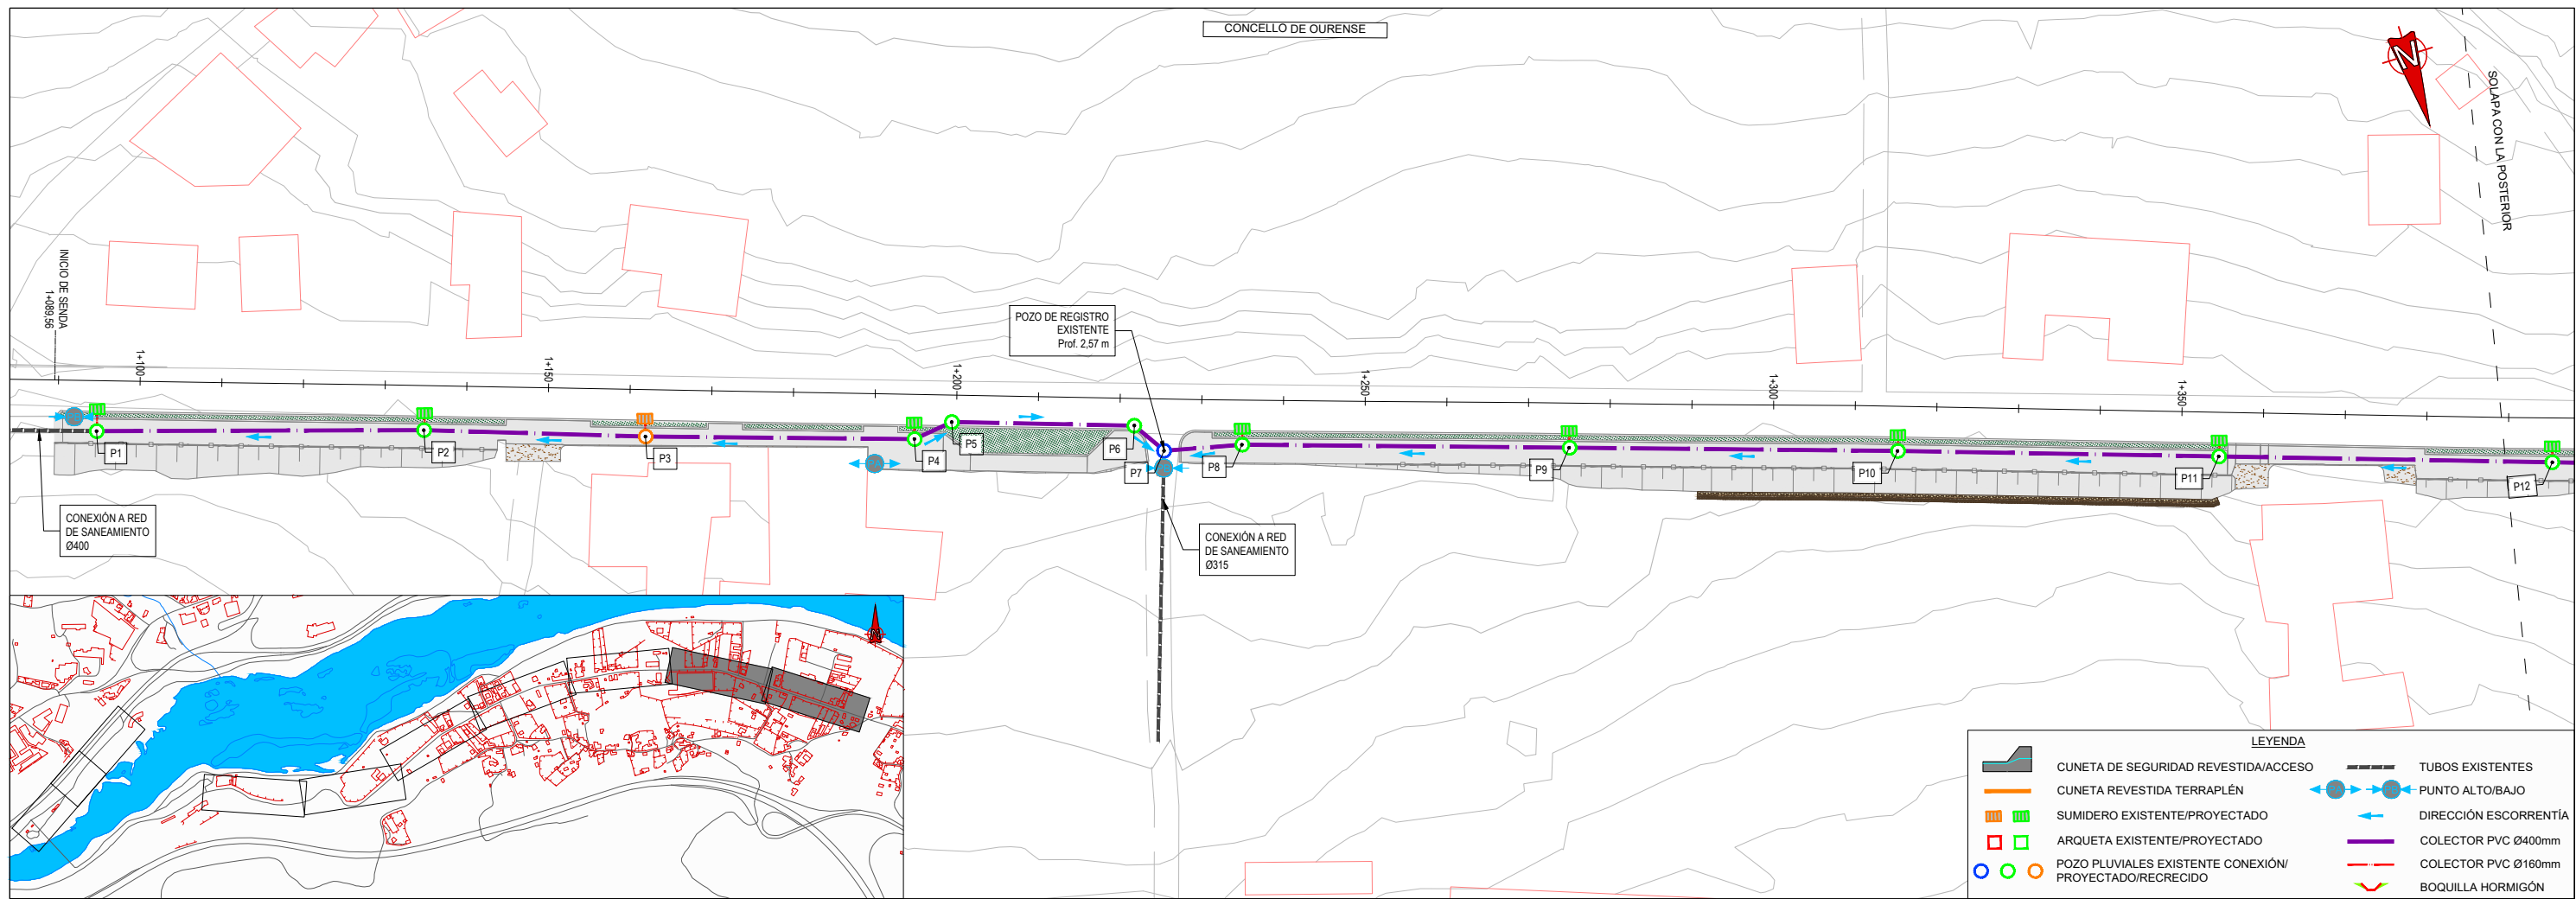 CONCELLO DE OURENSE
N
SOLAPA CON LA POSTERIOR
INICIO DE SENDA
1+089,56
POZO DE REGISTRO
EXISTENTE
Prof. 2,57 m
1+100
1+150
1+200
1+250
1+300
1+350
P1
P2
P3
P4
P5
P6
P7
P8
P9
P10
P11
P12
CONEXIÓN A RED
DE SANEAMIENTO
Ø400
CONEXIÓN A RED
DE SANEAMIENTO
Ø315
N
LEYENDA
CUNETA DE SEGURIDAD REVESTIDA/ACCESO
CUNETA REVESTIDA TERRAPLÉN
SUMIDERO EXISTENTE/PROYECTADO
ARQUETA EXISTENTE/PROYECTADO
POZO PLUVIALES EXISTENTE CONEXIÓN/
PROYECTADO/RECRECIDO
TUBOS EXISTENTES
PUNTO ALTO/BAJO
DIRECCIÓN ESCORRENTÍA
COLECTOR PVC Ø400mm
COLECTOR PVC Ø160mm
BOQUILLA HORMIGÓN